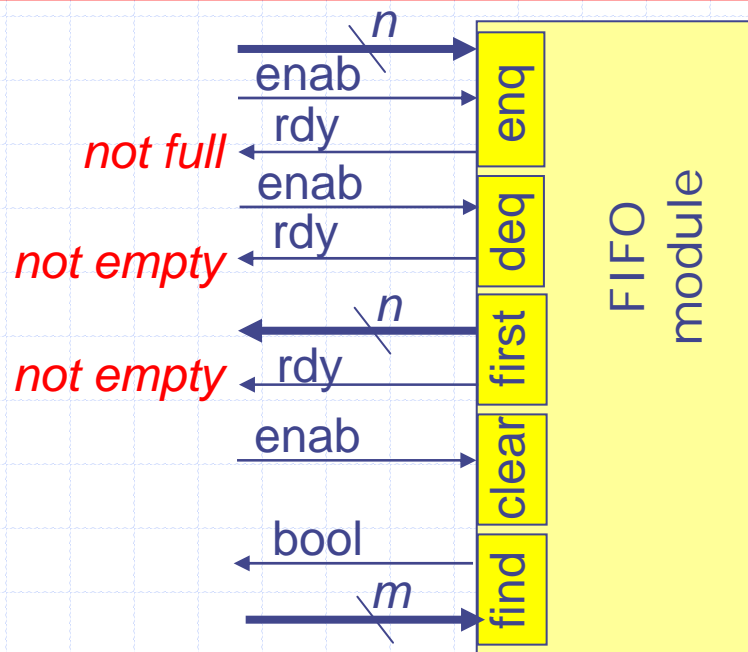 n
enab
rdy
not full
enq
enab
rdy
not empty
deq
n
rdy
not empty
first
enab
clear
bool
m
find
FIFO
module